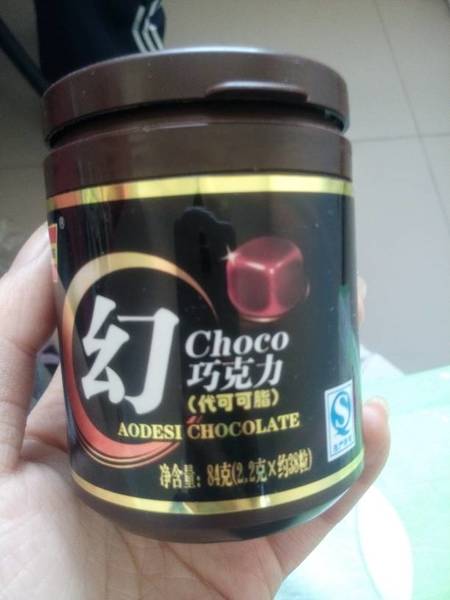 ®
幻
Choco
巧克力
(代可可脂)
AODESI CHOCOLATE
净含量: 84克(2.2克×约38粒)